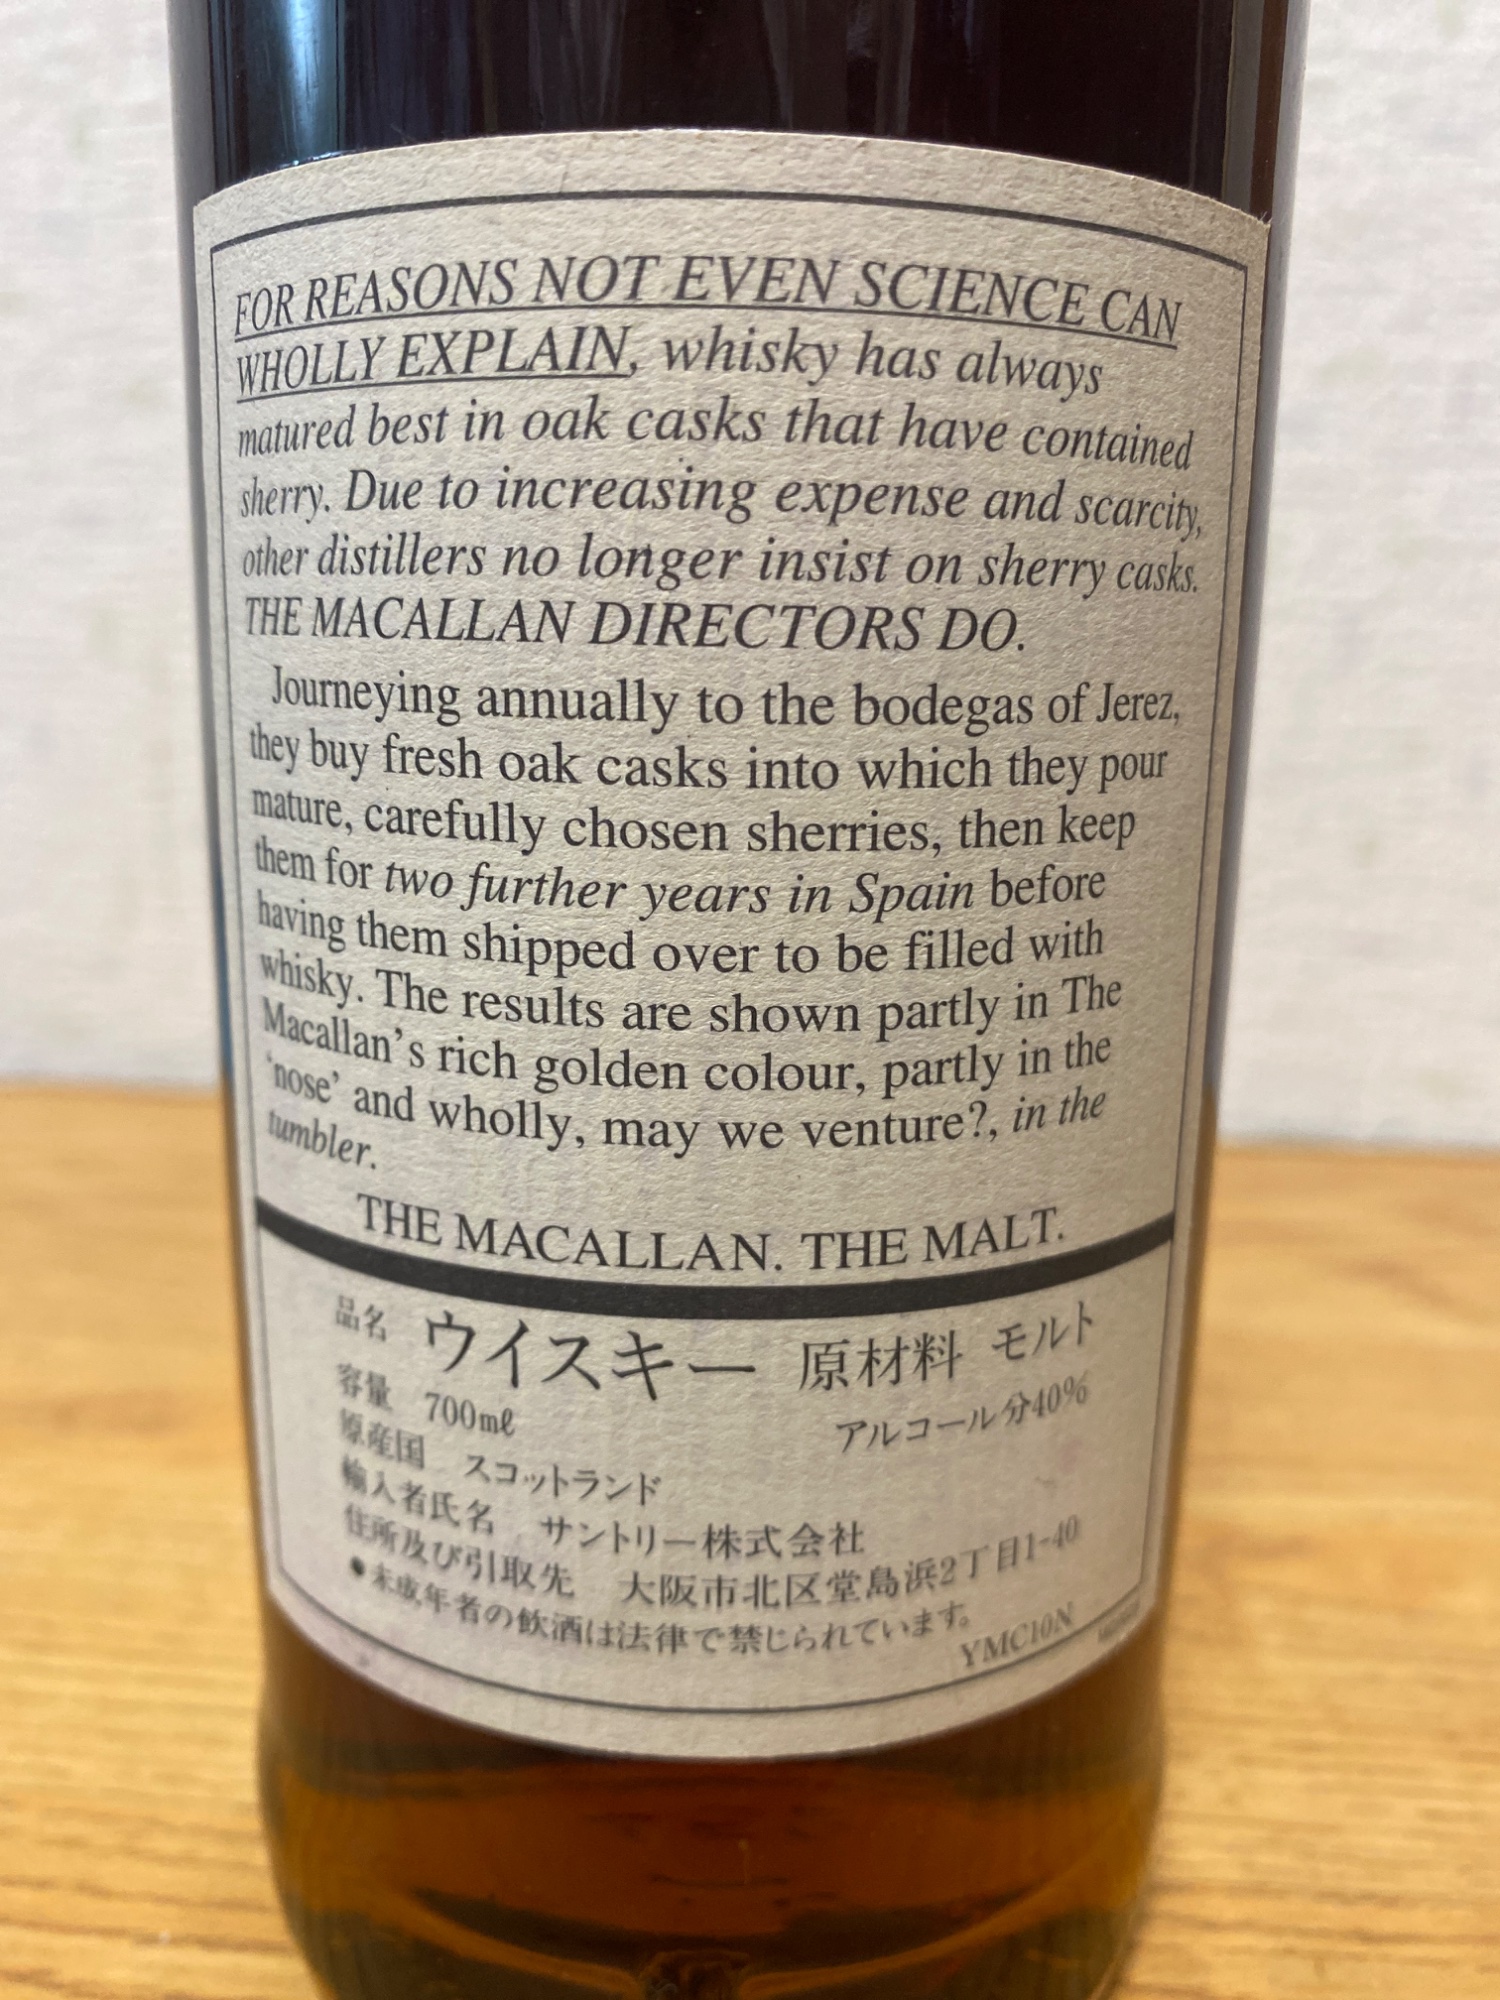 FOR REASONS NOT EVEN SCIENCE CAN
WHOLLY EXPLAIN, whisky has always
matured best in oak casks that have contained
sherry. Due to increasing expense and scarcity,
other distillers no longer insist on sherry casks.
THE MACALLAN DIRECTORS DO.
Journeying annually to the bodegas of Jerez,
they buy fresh oak casks into which they pour
mature, carefully chosen sherries, then keep
them for two further years in Spain before
having them shipped over to be filled with
whisky. The results are shown partly in The
Macallan's rich golden colour, partly in the
'nose' and wholly, may we venture?, in the
tumbler.
THE MACALLAN. THE MALT.
品名 ウイスキー 原材料 モルト
容量 700mℓ アルコール分40%
原産国 スコットランド
輸入者氏名 サントリー株式会社
住所及び引取先 大阪市北区堂島浜2丁目1-40
●未成年者の飲酒は法律で禁じられています。
YMC10N